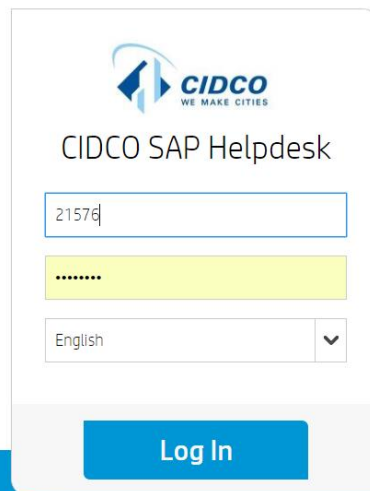 CIDCO
WE MAKE CITIES
CIDCO SAP Helpdesk
21576
••••••••
English
Log In